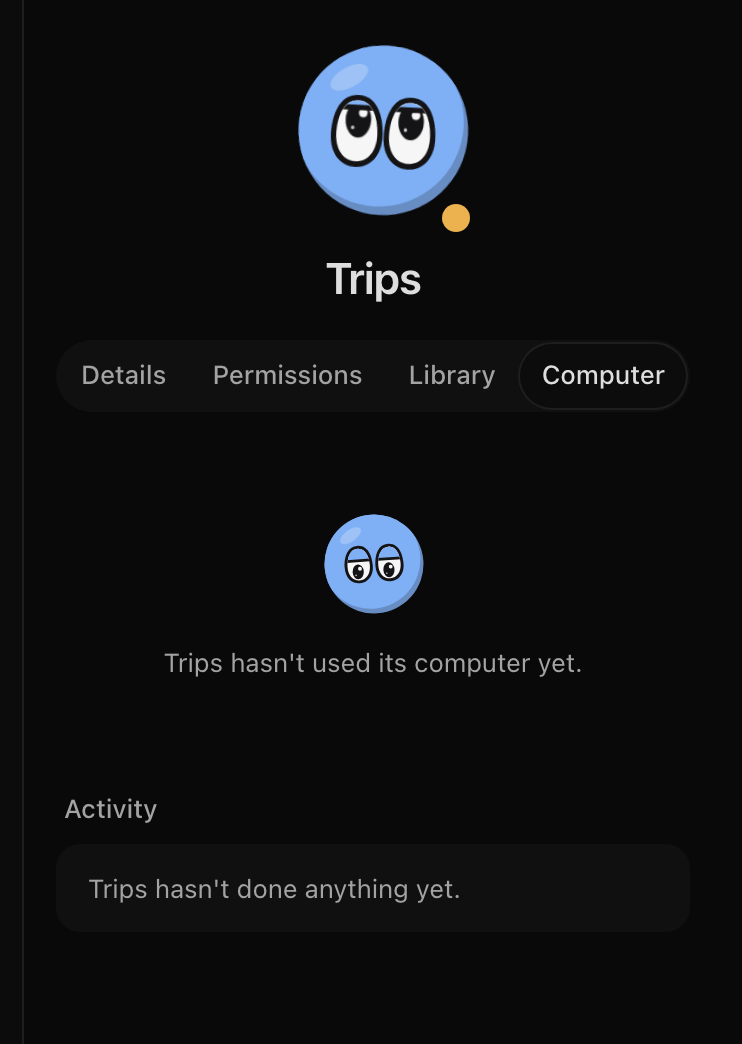 Trips
Details Permissions Library Computer
Trips hasn't used its computer yet.
Activity
Trips hasn't done anything yet.